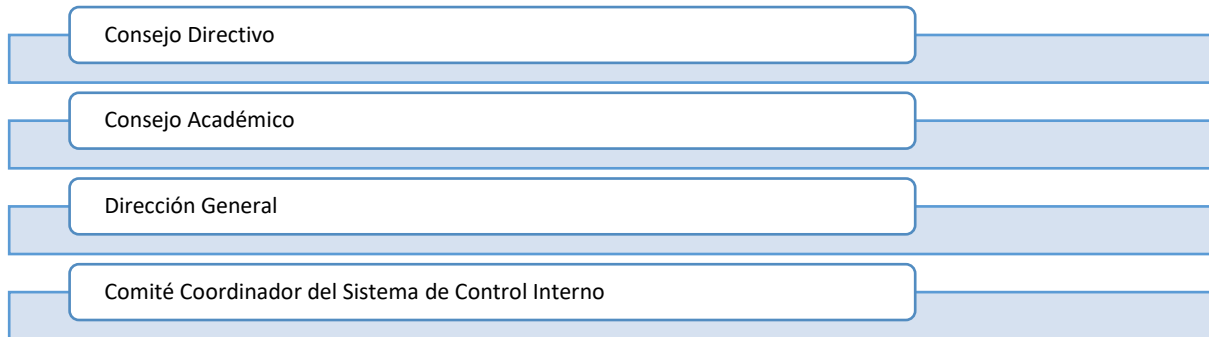 Consejo Directivo
Consejo Académico
Dirección General
Comité Coordinador del Sistema de Control Interno